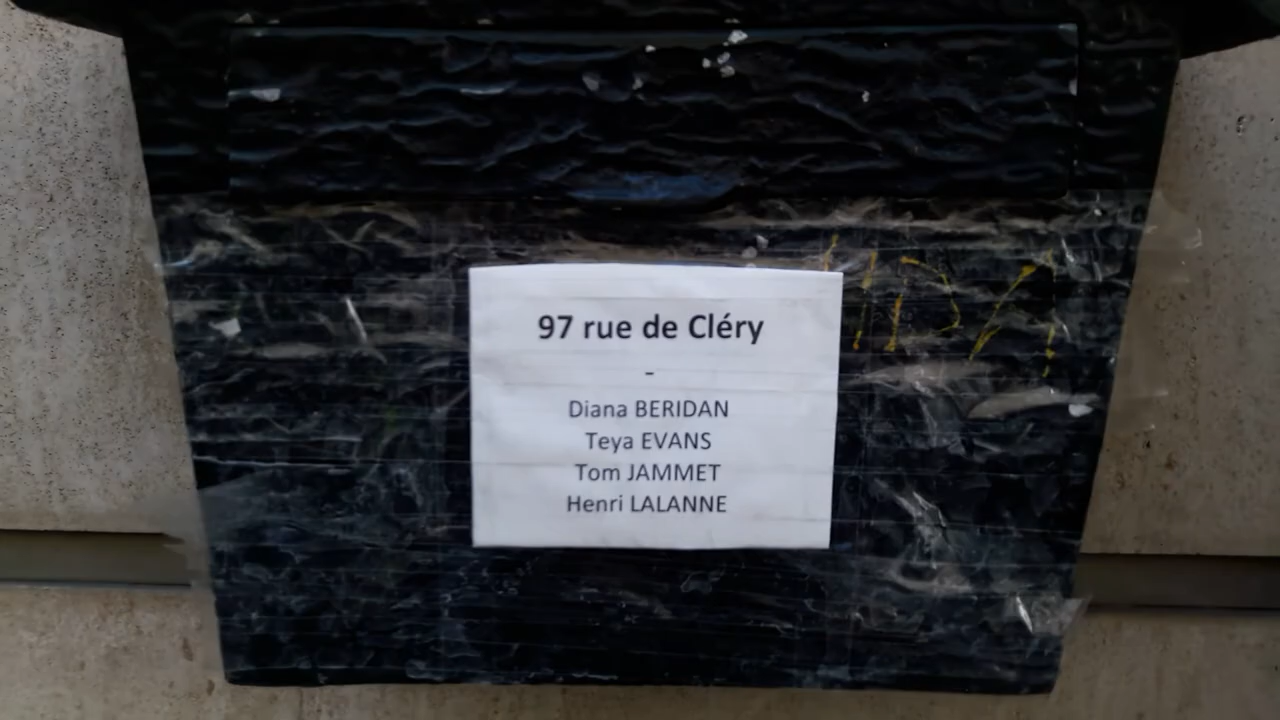 97 rue de Cléry
-
Diana BERIDAN
Teya EVANS
Tom JAMMET
Henri LALANNE